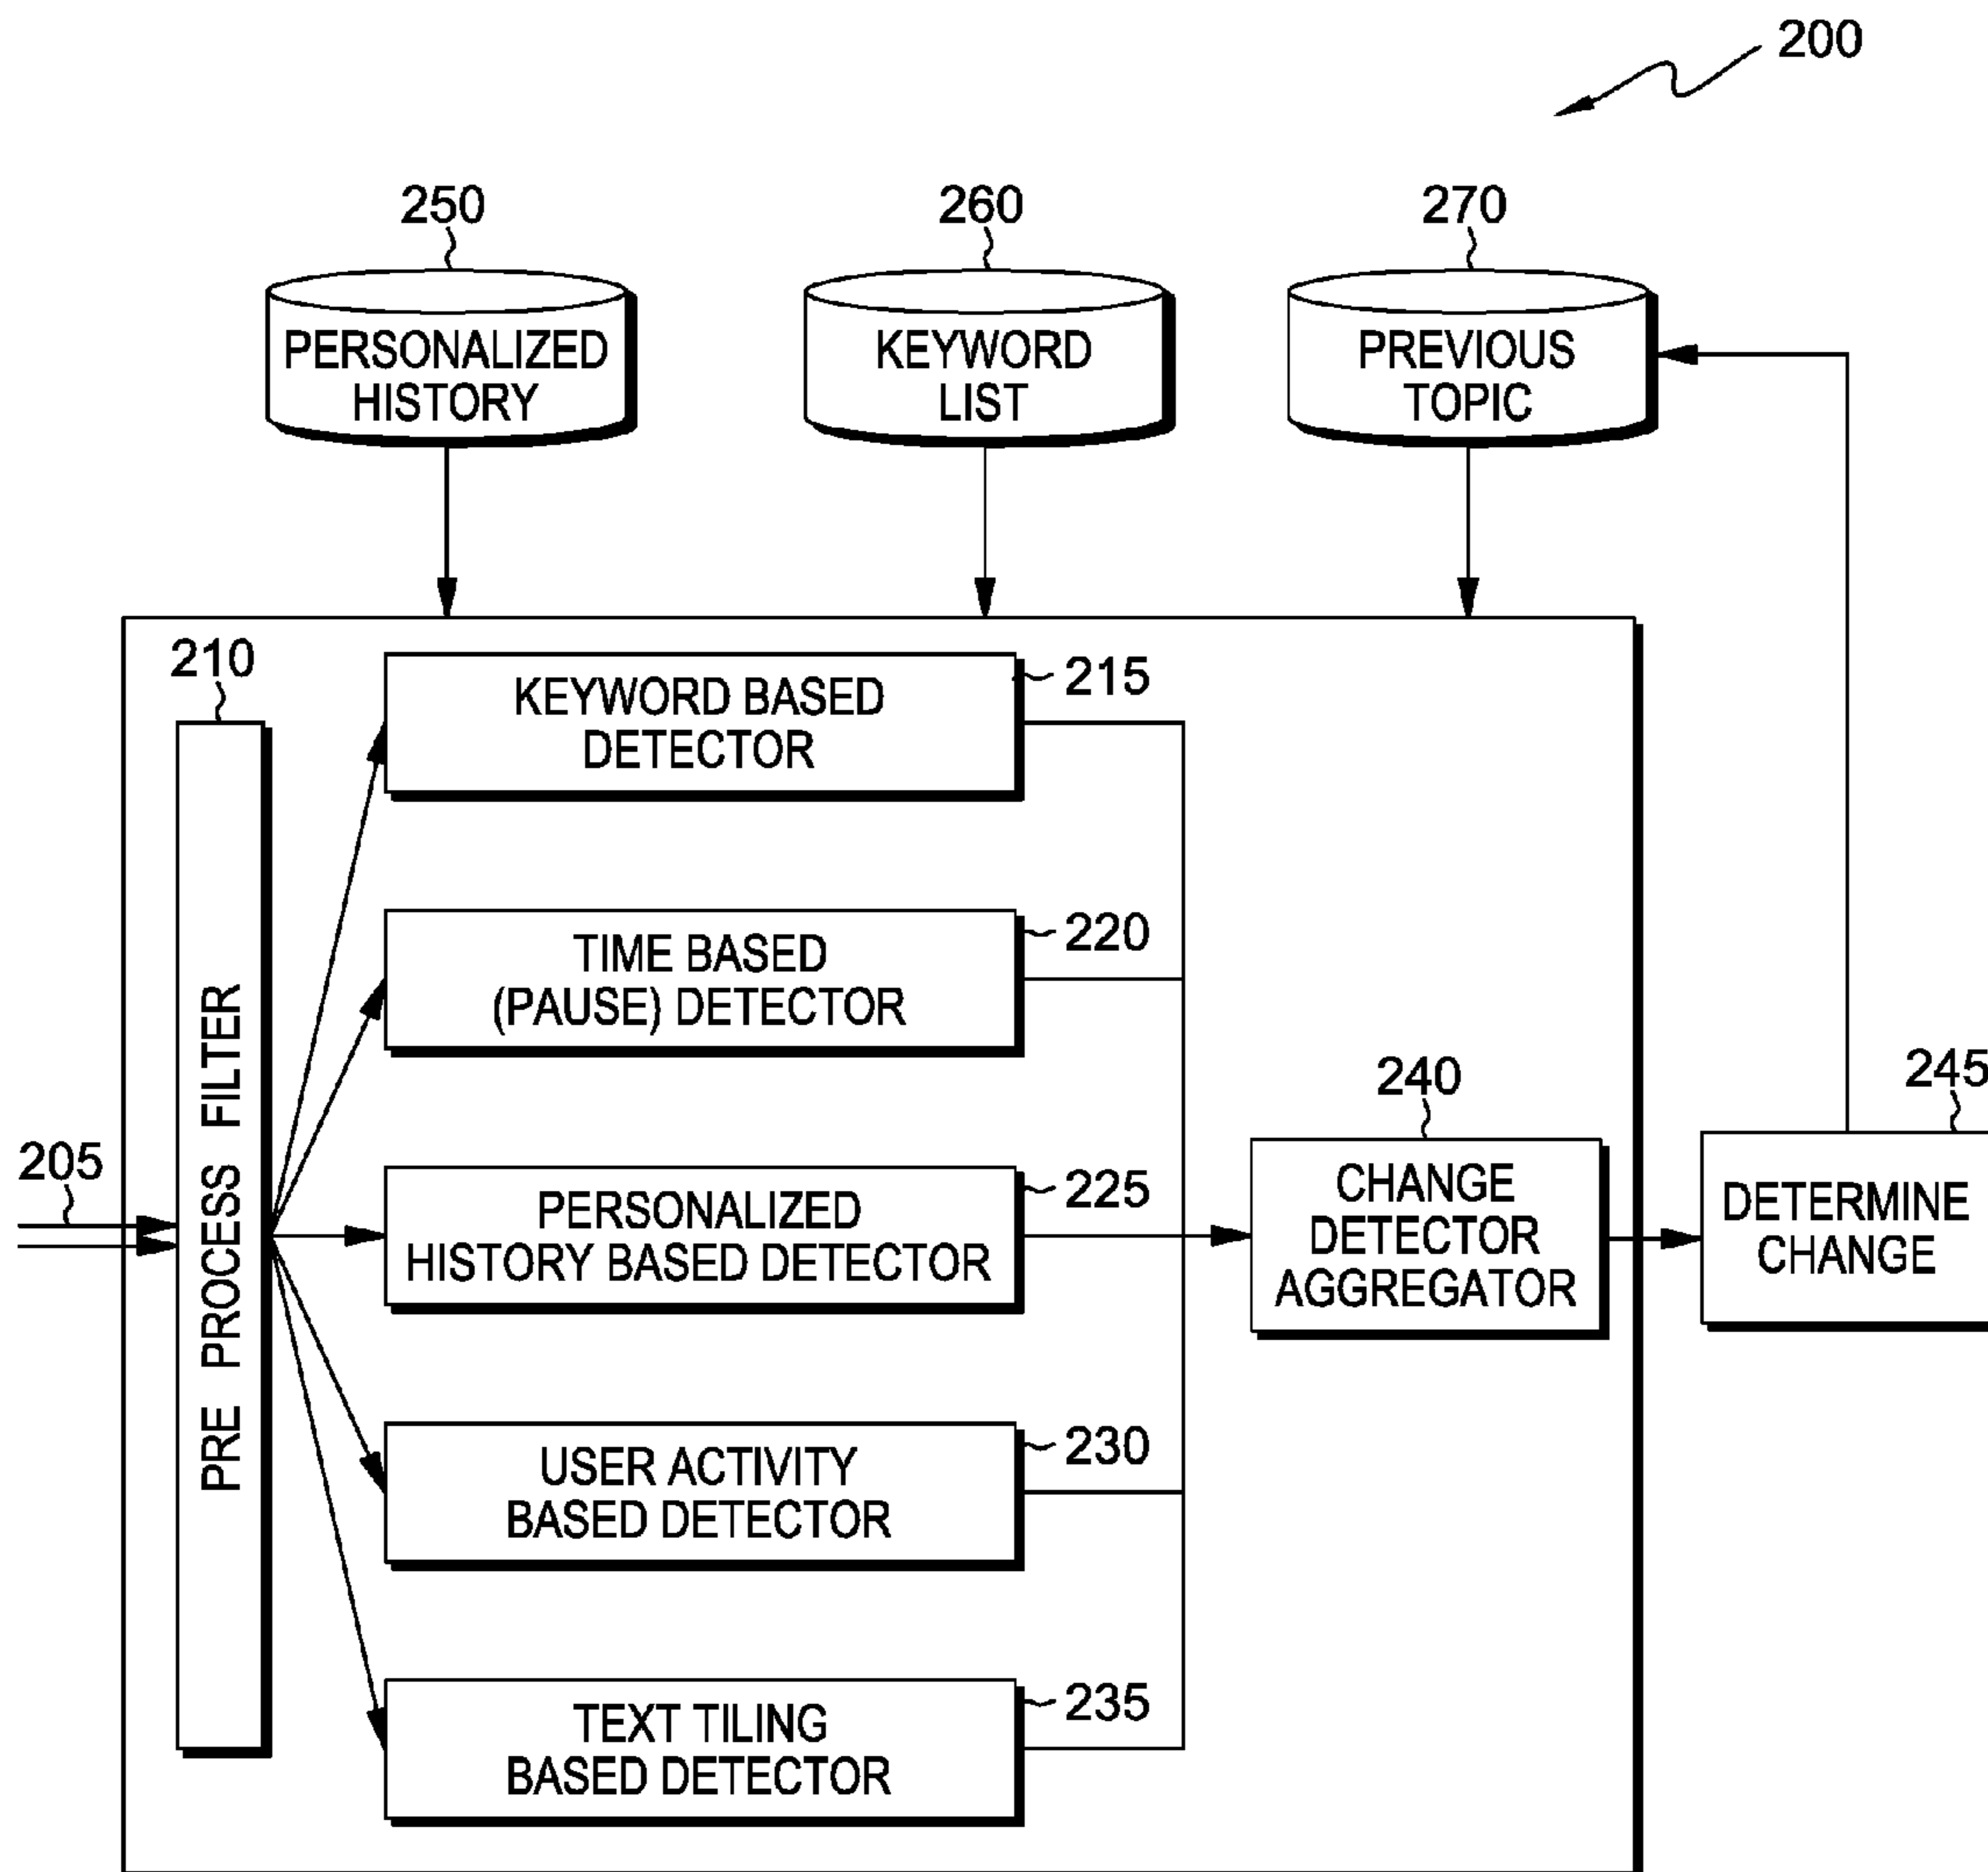 200
250
260
270
PERSONALIZED
HISTORY
KEYWORD
LIST
PREVIOUS
TOPIC
210
215
KEYWORD BASED
DETECTOR
220
TIME BASED
(PAUSE) DETECTOR
205
PRE PROCESS FILTER
225
PERSONALIZED
HISTORY BASED DETECTOR
240
CHANGE
DETECTOR
AGGREGATOR
245
DETERMINE
CHANGE
230
USER ACTIVITY
BASED DETECTOR
235
TEXT TILING
BASED DETECTOR